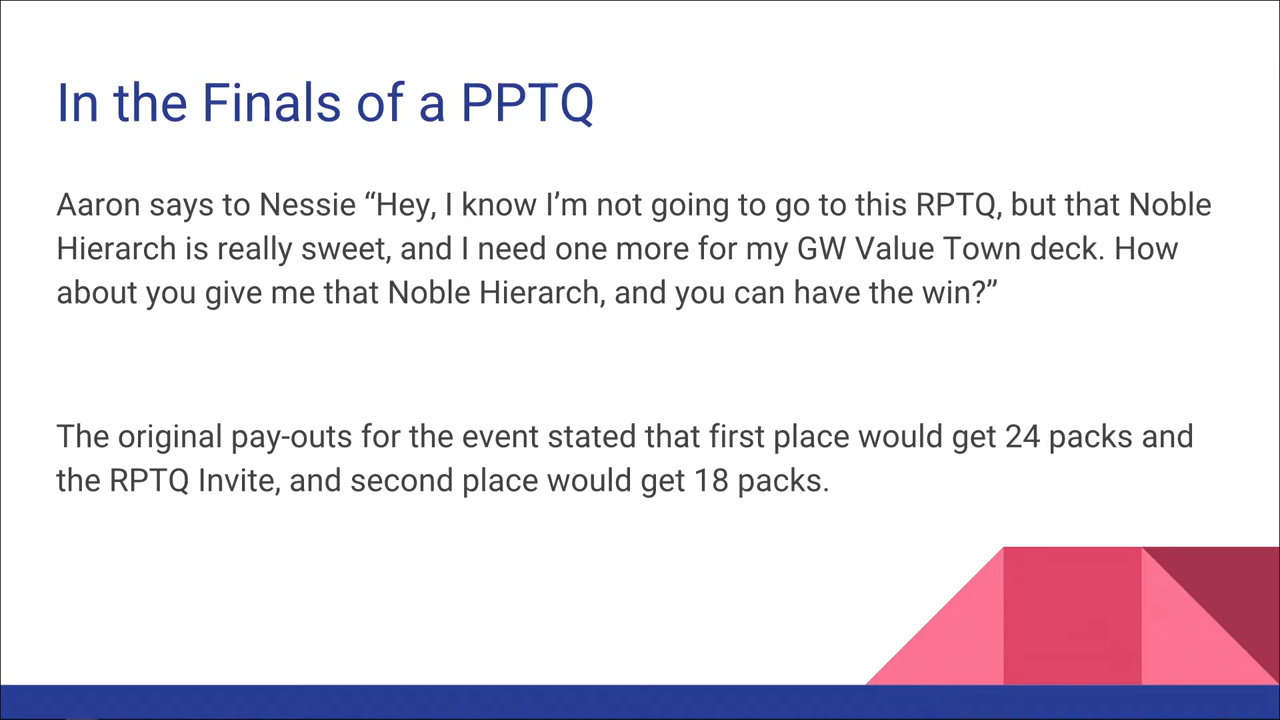 In the Finals of a PPTQ
Aaron says to Nessie “Hey, I know I’m not going to go to this RPTQ, but that Noble
Hierarch is really sweet, and I need one more for my GW Value Town deck. How
about you give me that Noble Hierarch, and you can have the win?”
The original pay-outs for the event stated that first place would get 24 packs and
the RPTQ Invite, and second place would get 18 packs.